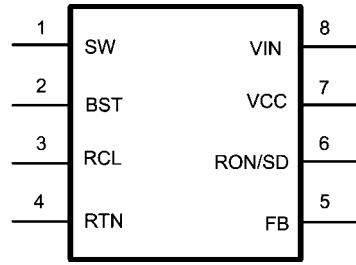 1 SW VIN 8
2 BST VCC 7
3 RCL RON/SD 6
4 RTN FB 5